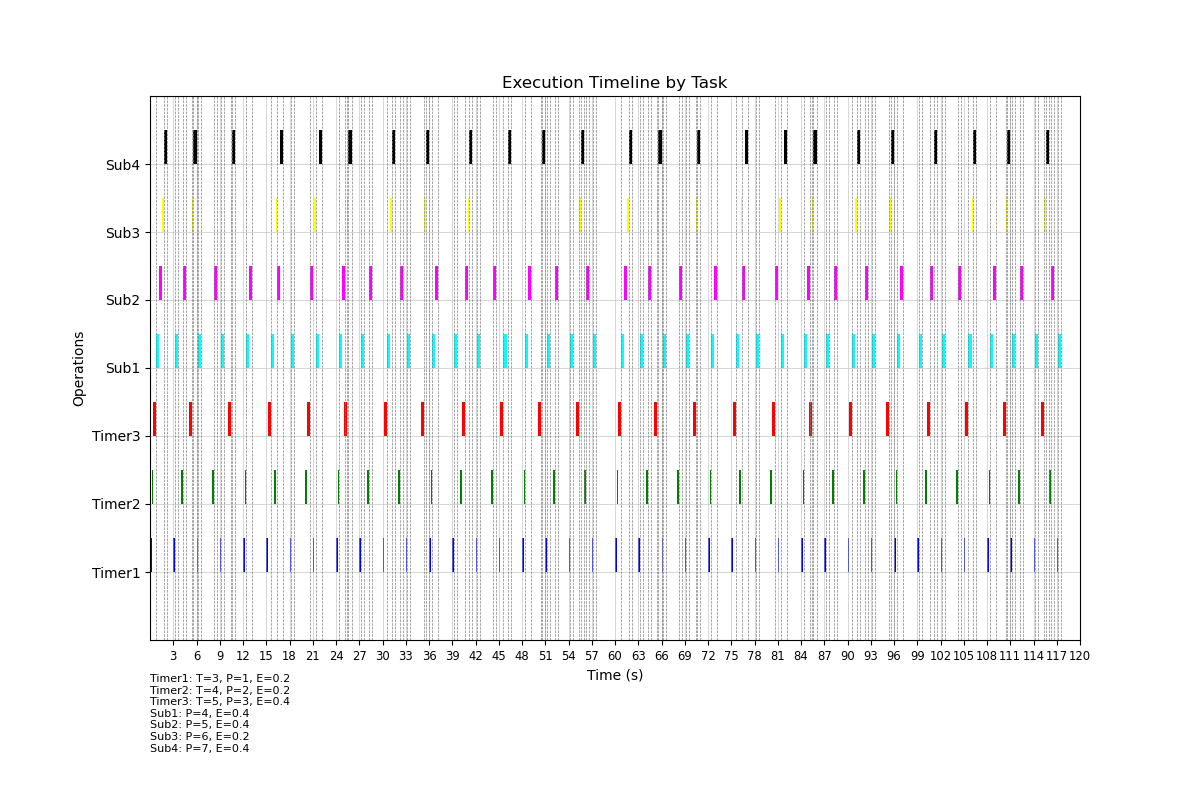 Execution Timeline by Task
Operations
Sub4
Sub3
Sub2
Sub1
Timer3
Timer2
Timer1
3 6 9 12 15 18 21 24 27 30 33 36 39 42 45 48 51 54 57 60 63 66 69 72 75 78 81 84 87 90 93 96 99 102 105 108 111 114 117 120
Time (s)
Timer1: T=3, P=1, E=0.2
Timer2: T=4, P=2, E=0.2
Timer3: T=5, P=3, E=0.4
Sub1: P=4, E=0.4
Sub2: P=5, E=0.4
Sub3: P=6, E=0.2
Sub4: P=7, E=0.4